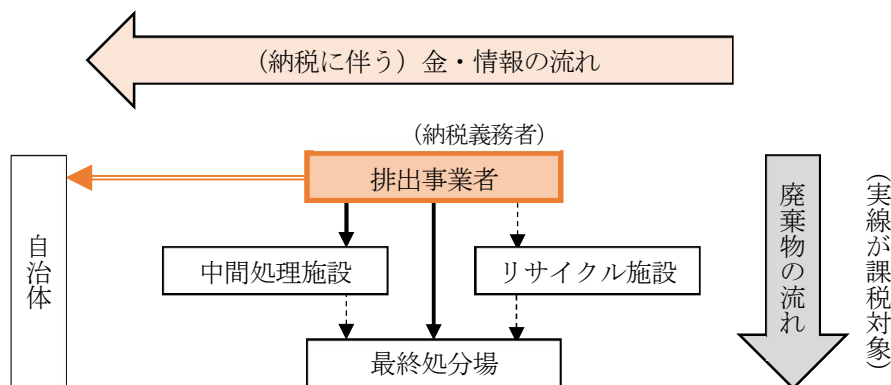 （納税に伴う）金・情報の流れ
（納税義務者）
排出事業者
自治体
中間処理施設
リサイクル施設
最終処分場
廃棄物の流れ
（実線が課税対象）